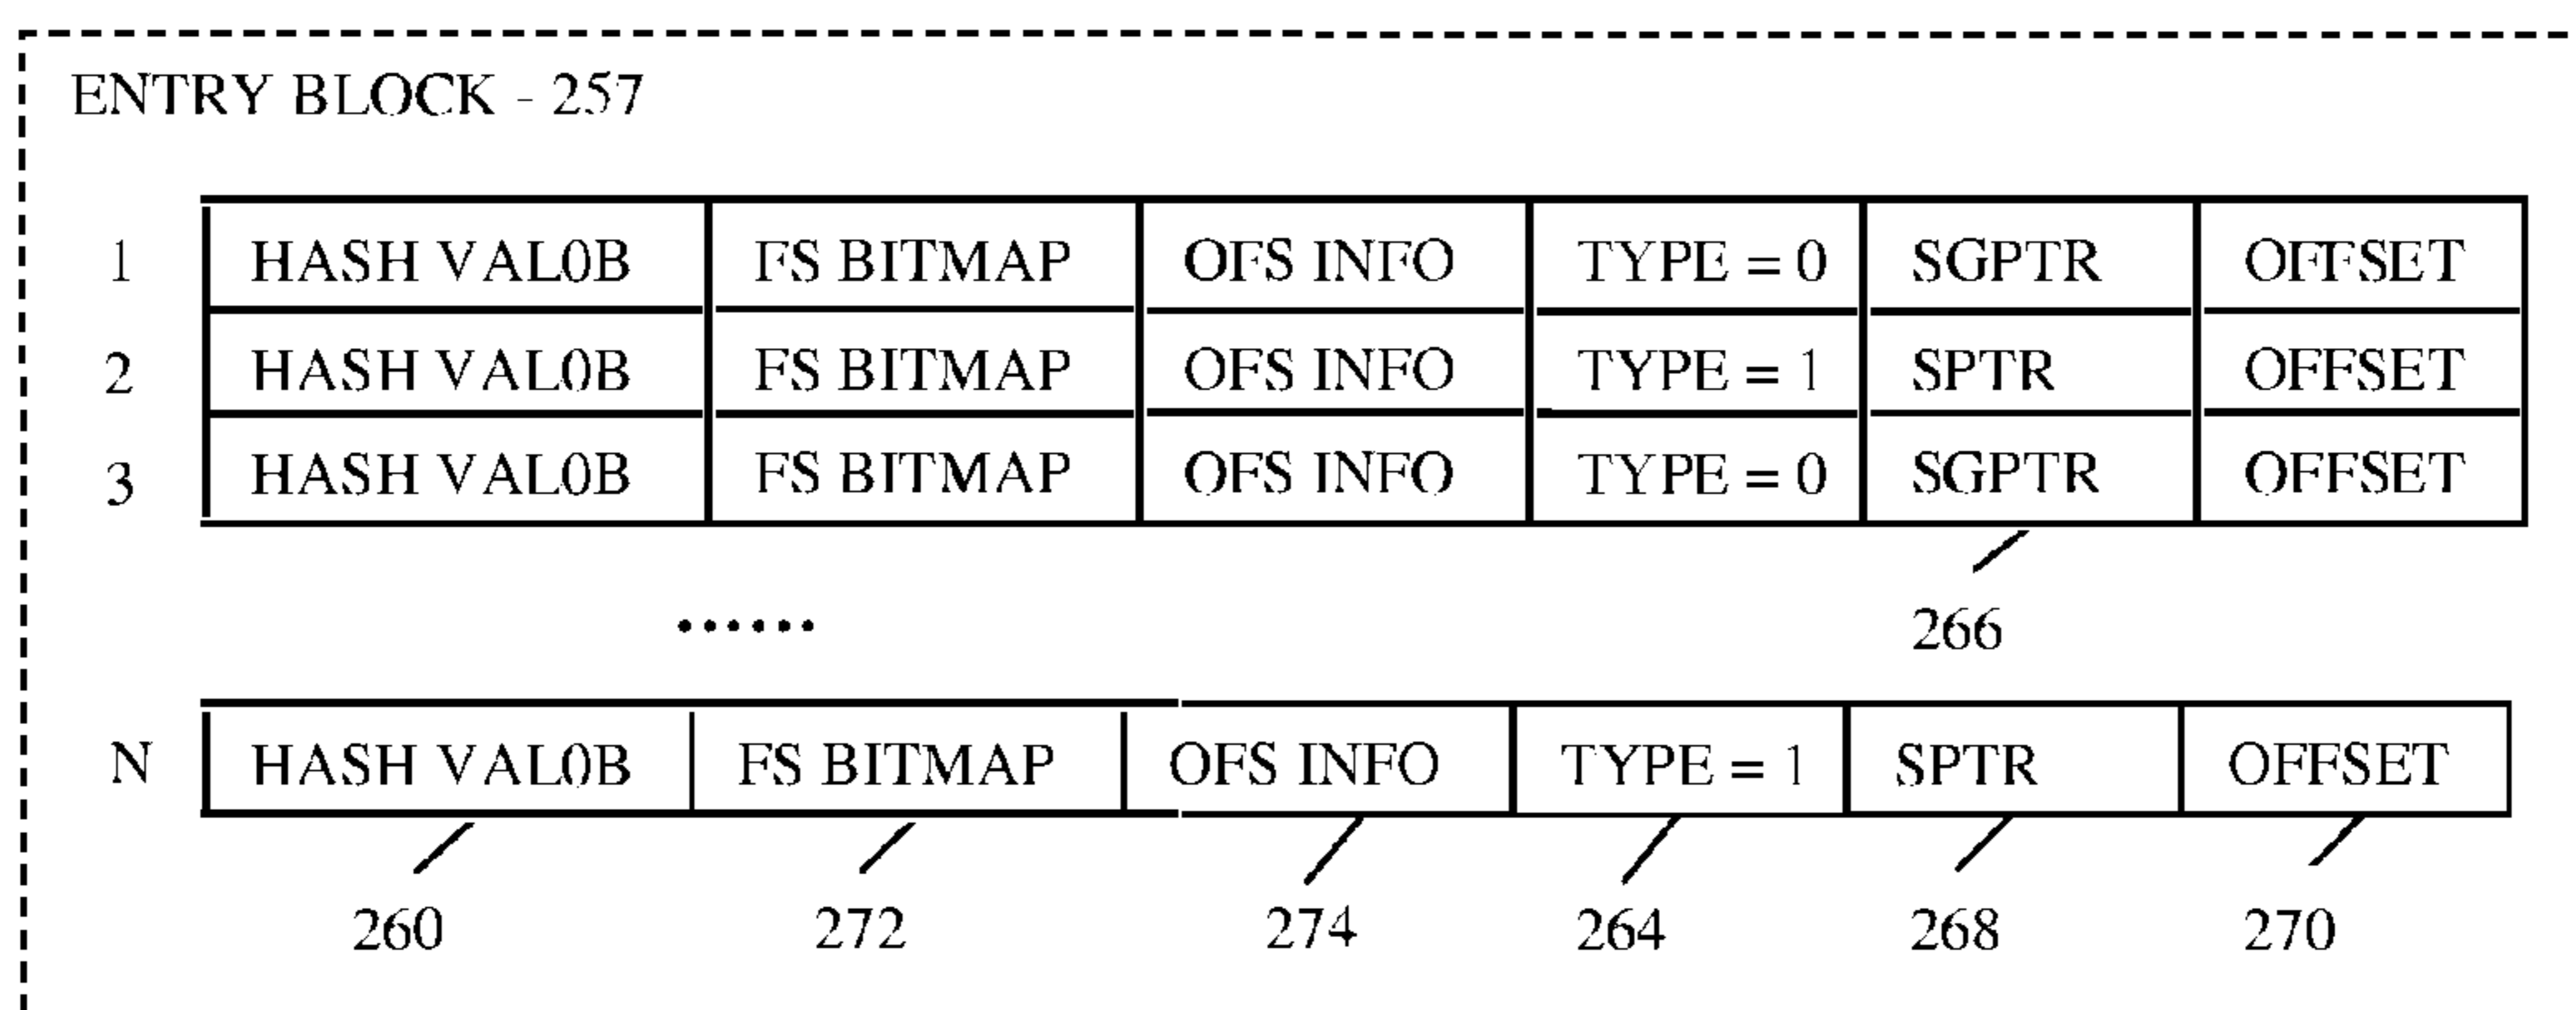 ENTRY BLOCK - 257
1 HASH VAL0B FS BITMAP OFS INFO TYPE = 0 SGPTR OFFSET
2 HASH VAL0B FS BITMAP OFS INFO TYPE = 1 SPTR OFFSET
3 HASH VAL0B FS BITMAP OFS INFO TYPE = 0 SGPTR OFFSET
266
......
N HASH VAL0B FS BITMAP OFS INFO TYPE = 1 SPTR OFFSET
260 272 274 264 268 270